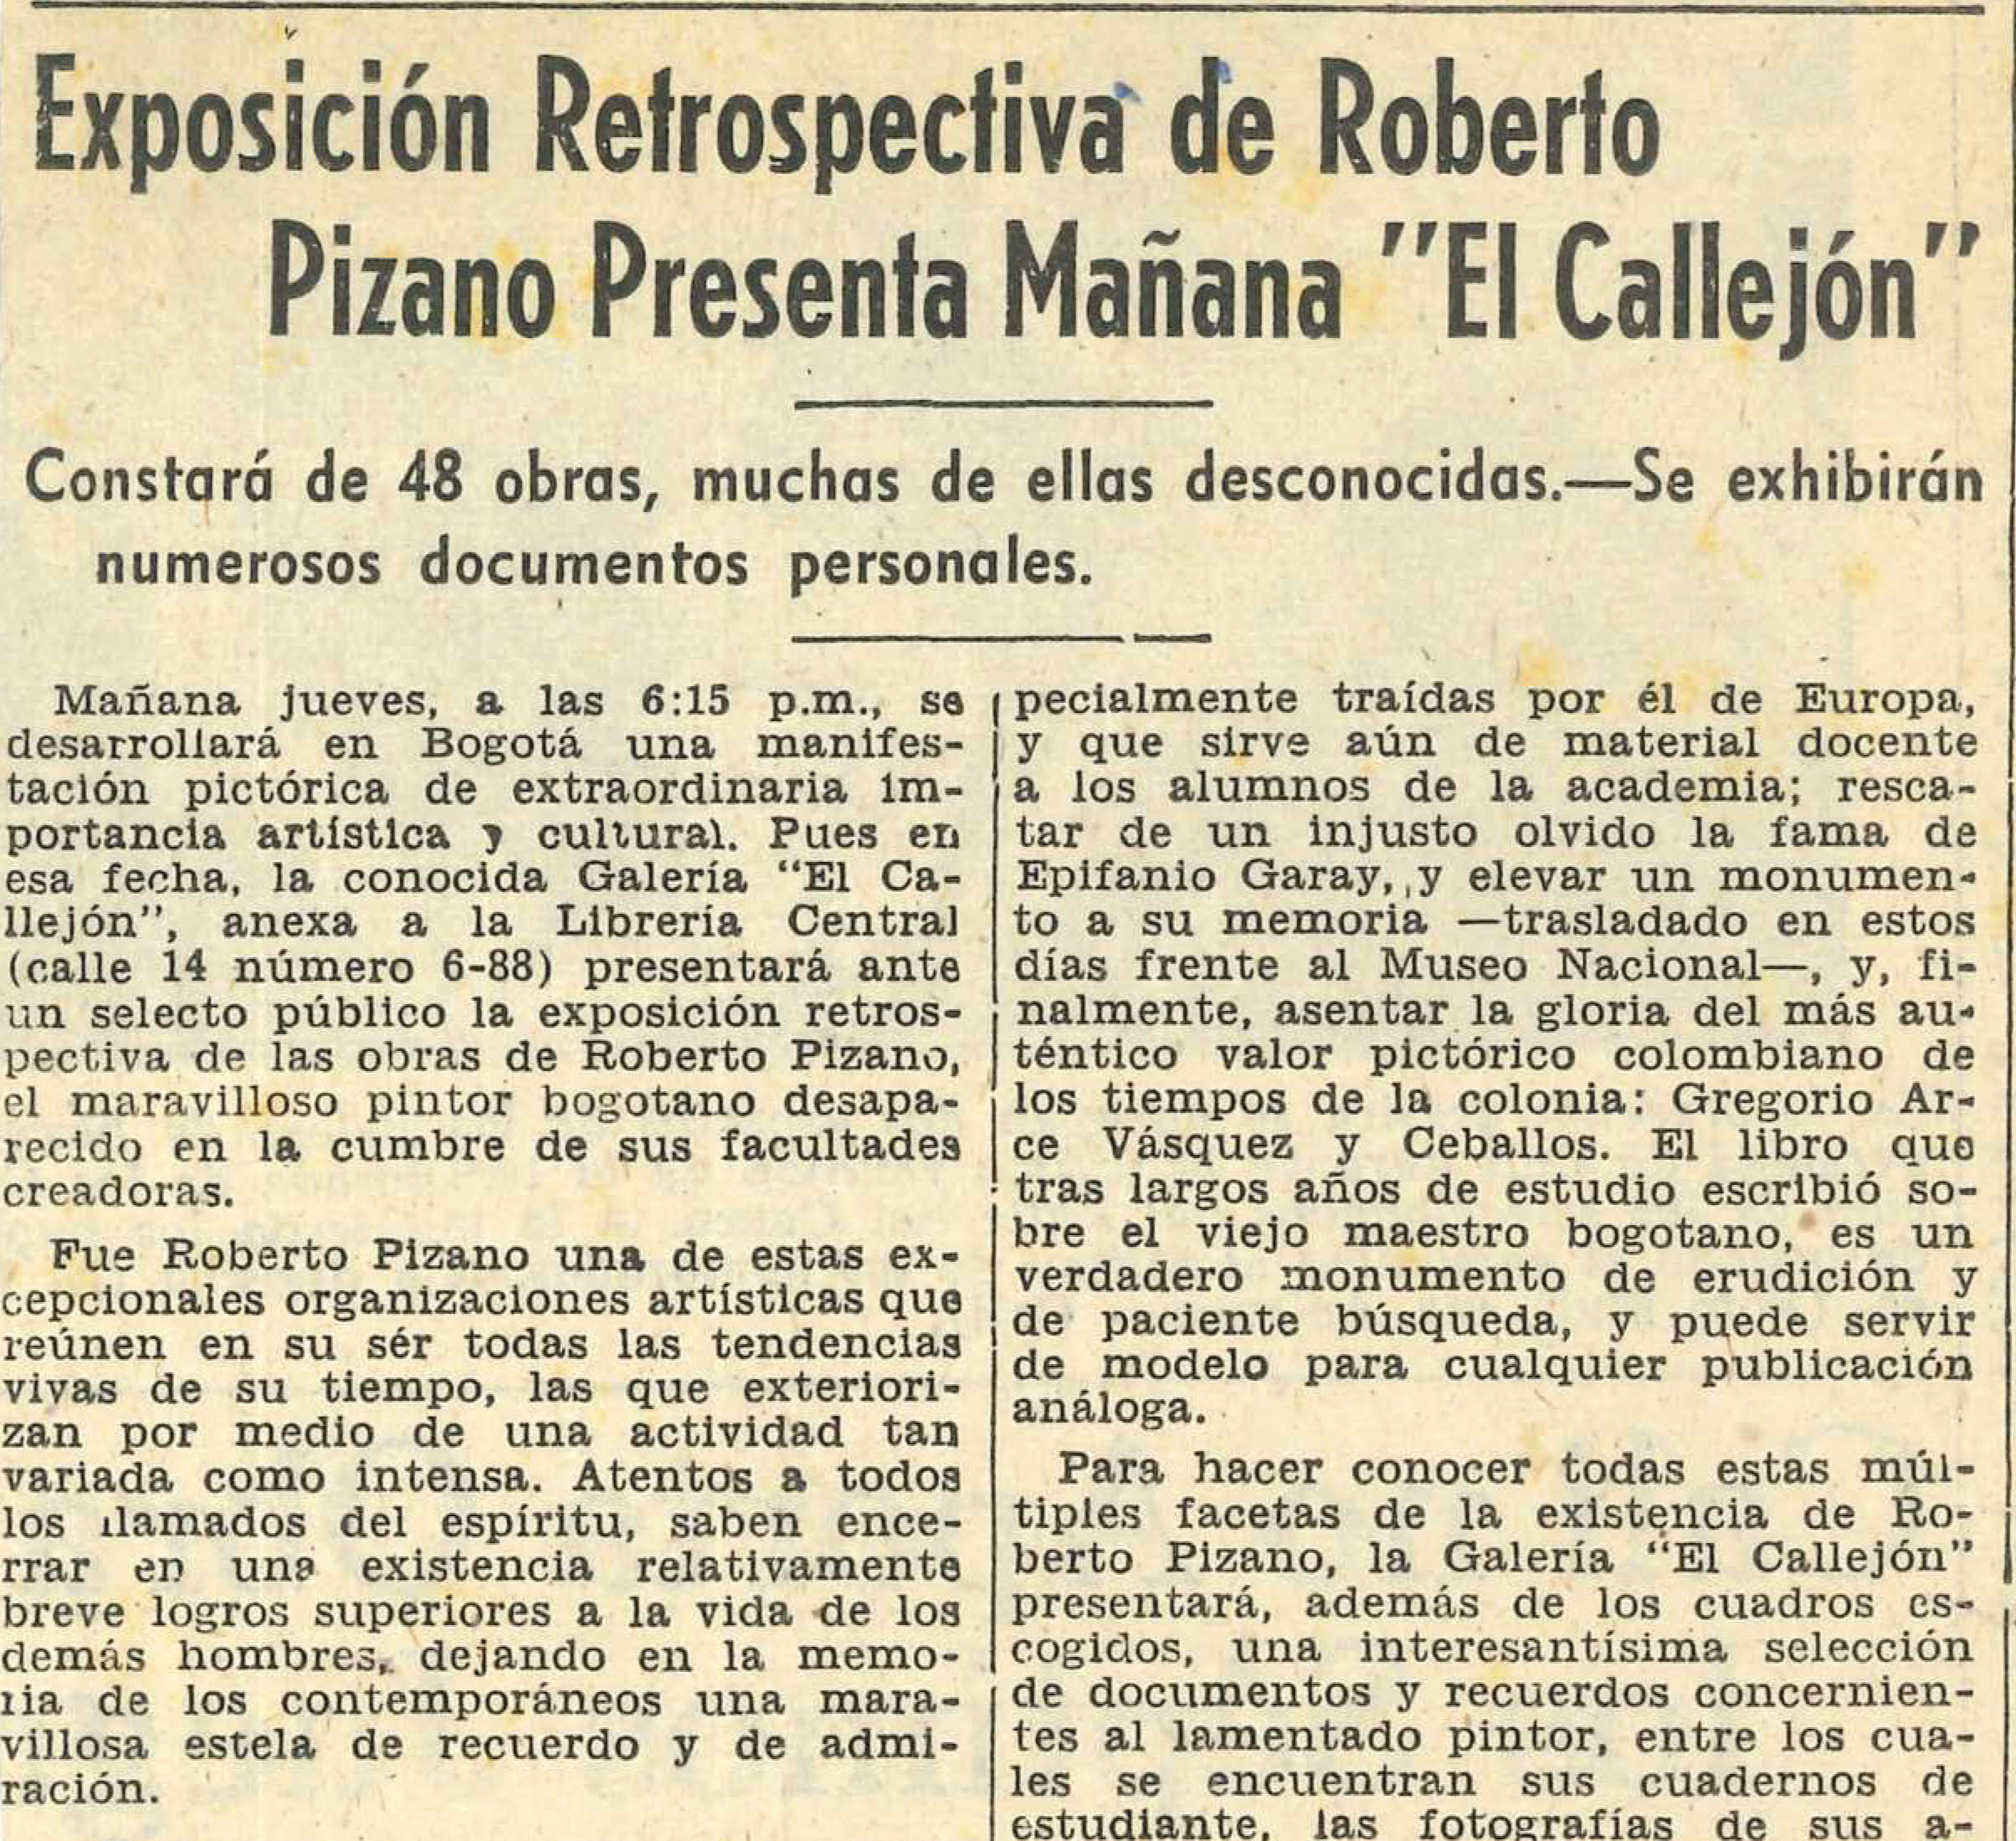 Exposición Retrospectiva de Roberto
Pizano Presenta Mañana "El Callejón"
Constará de 48 obras, muchas de ellas desconocidas.—Se exhibirán
numerosos documentos personales.
Mañana jueves, a las 6:15 p.m., se
desarrollará en Bogotá una manifes-
tación pictórica de extraordinaria im-
portancia artística y cultural. Pues en
esa fecha, la conocida Galería "El Ca-
llejón", anexa a la Librería Central
(calle 14 número 6-88) presentará ante
un selecto público la exposición retros-
pectiva de las obras de Roberto Pizano,
el maravilloso pintor bogotano desapa-
recido en la cumbre de sus facultades
creadoras.
Fue Roberto Pizano una de estas ex-
cepcionales organizaciones artísticas que
reúnen en su sér todas las tendencias
vivas de su tiempo, las que exteriori-
zan por medio de una actividad tan
variada como intensa. Atentos a todos
los llamados del espíritu, saben ence-
rrar en una existencia relativamente
breve logros superiores a la vida de los
demás hombres, dejando en la memo-
ria de los contemporáneos una mara-
villosa estela de recuerdo y de admi-
ración.
pecialmente traídas por él de Europa,
y que sirve aún de material docente
a los alumnos de la academia; resca-
tar de un injusto olvido la fama de
Epifanio Garay, y elevar un monumen-
to a su memoria —trasladado en estos
días frente al Museo Nacional—, y, fi-
nalmente, asentar la gloria del más au-
téntico valor pictórico colombiano de
los tiempos de la colonia: Gregorio Ar-
ce Vásquez y Ceballos. El libro que
tras largos años de estudio escribió so-
bre el viejo maestro bogotano, es un
verdadero monumento de erudición y
de paciente búsqueda, y puede servir
de modelo para cualquier publicación
análoga.
Para hacer conocer todas estas múl-
tiples facetas de la existencia de Ro-
berto Pizano, la Galería "El Callejón"
presentará, además de los cuadros es-
cogidos, una interesantísima selección
de documentos y recuerdos concernien-
tes al lamentado pintor, entre los cua-
les se encuentran sus cuadernos de
estudiante, las fotografías de sus a-